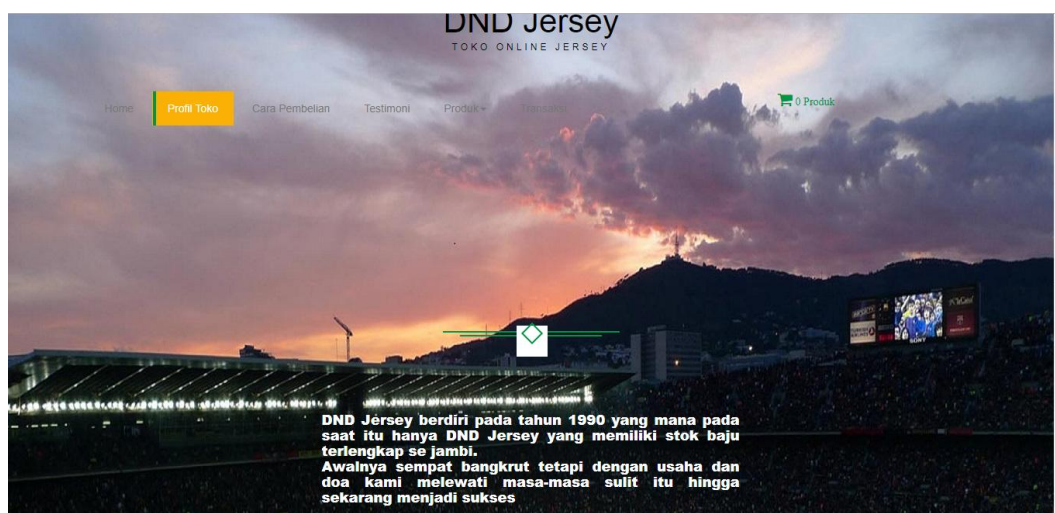 DND Jersey
TOKO ONLINE JERSEY
Home Profil Toko Cara Pembelian Testimoni Produk+ Transaksi 0 Produk
SONY
DND Jersey berdiri pada tahun 1990 yang mana pada
saat itu hanya DND Jersey yang memiliki stok baju
terlengkap se jambi.
Awalnya sempat bangkrut tetapi dengan usaha dan
doa kami melewati masa-masa sulit itu hingga
sekarang menjadi sukses